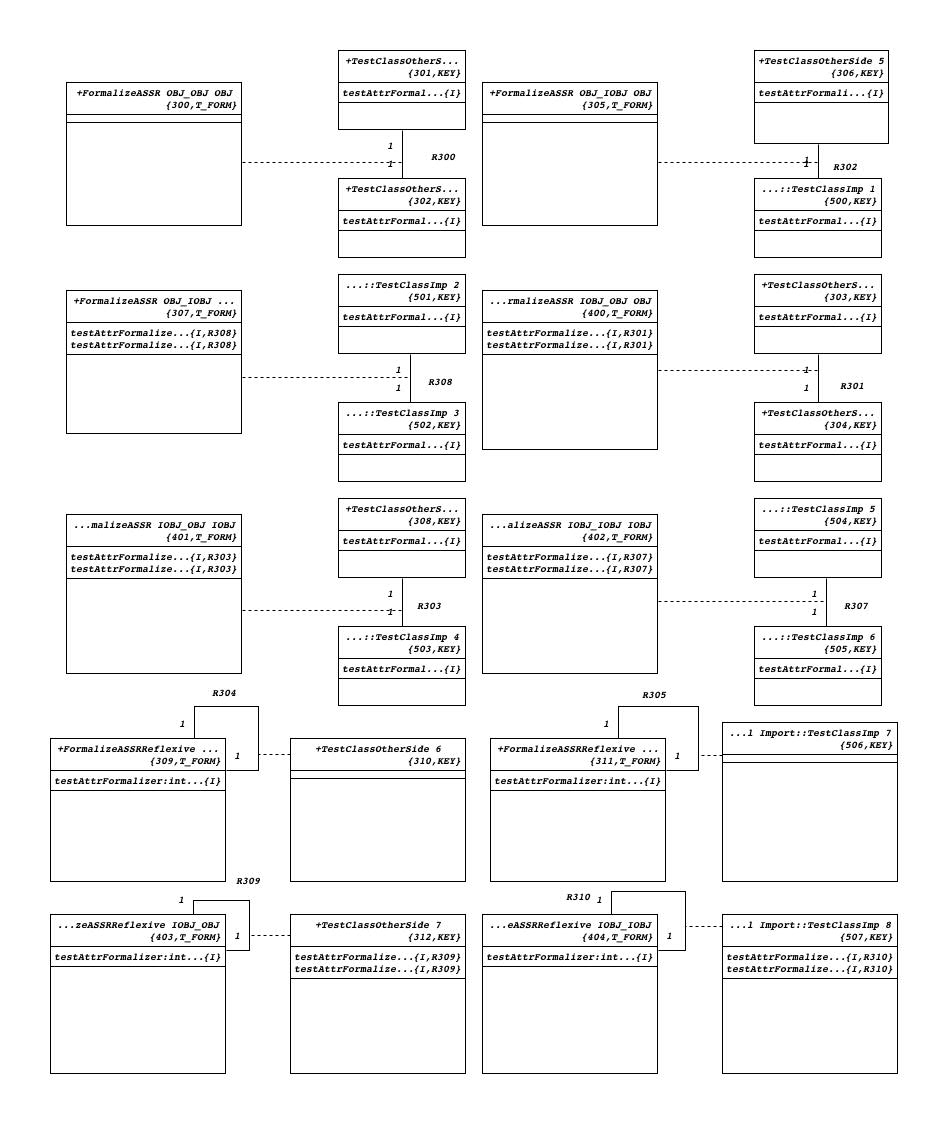 +TestClassOtherS...
{301,KEY}
testAttrFormal...{I}
+FormalizeASSR OBJ_OBJ OBJ
{300,T_FORM}
1
R300
1
+TestClassOtherS...
{302,KEY}
testAttrFormal...{I}
+TestClassOtherSide 5
{306,KEY}
testAttrFormali...{I}
+FormalizeASSR OBJ_IOBJ OBJ
{305,T_FORM}
1
1
R302
...::TestClassImp 1
{500,KEY}
testAttrFormal...{I}
...::TestClassImp 2
{501,KEY}
testAttrFormal...{I}
+FormalizeASSR OBJ_IOBJ ...
{307,T_FORM}
testAttrFormalize...{I,R308}
testAttrFormalize...{I,R308}
1
R308
1
...::TestClassImp 3
{502,KEY}
testAttrFormal...{I}
+TestClassOtherS...
{303,KEY}
testAttrFormal...{I}
...rmalizeASSR IOBJ_OBJ OBJ
{400,T_FORM}
testAttrFormalize...{I,R301}
testAttrFormalize...{I,R301}
1
R301
1
+TestClassOtherS...
{304,KEY}
testAttrFormal...{I}
+TestClassOtherS...
{308,KEY}
testAttrFormal...{I}
...malizeASSR IOBJ_OBJ IOBJ
{401,T_FORM}
testAttrFormalize...{I,R303}
testAttrFormalize...{I,R303}
1
R303
1
...::TestClassImp 4
{503,KEY}
testAttrFormal...{I}
...::TestClassImp 5
{504,KEY}
testAttrFormal...{I}
...alizeASSR IOBJ_IOBJ IOBJ
{402,T_FORM}
testAttrFormalize...{I,R307}
testAttrFormalize...{I,R307}
1
R307
1
...::TestClassImp 6
{505,KEY}
testAttrFormal...{I}
R304
1
+FormalizeASSRReflexive ...
{309,T_FORM}
testAttrFormalizer:int...{I}
1
+TestClassOtherSide 6
{310,KEY}
R305
1
+FormalizeASSRReflexive ...
{311,T_FORM}
testAttrFormalizer:int...{I}
1
...l Import::TestClassImp 7
{506,KEY}
R309
1
...zeASSRReflexive IOBJ_OBJ
{403,T_FORM}
testAttrFormalizer:int...{I}
1
+TestClassOtherSide 7
{312,KEY}
testAttrFormalize...{I,R309}
testAttrFormalize...{I,R309}
R310
1
...eASSRReflexive IOBJ_IOBJ
{404,T_FORM}
testAttrFormalizer:int...{I}
1
...l Import::TestClassImp 8
{507,KEY}
testAttrFormalize...{I,R310}
testAttrFormalize...{I,R310}